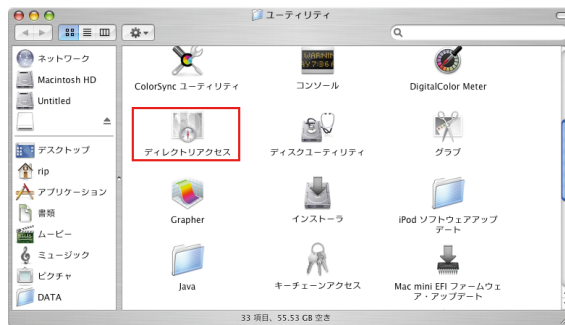 ユーティリティ
ネットワーク
Macintosh HD
Untitled
デスクトップ
rip
アプリケーション
書類
ムービー
ミュージック
ピクチャ
DATA
ColorSync ユーティリティ
コンソール
DigitalColor Meter
ディレクトリアクセス
ディスクユーティリティ
グラブ
Grapher
インストーラ
iPod ソフトウェアアップ
デート
Java
キーチェーンアクセス
Mac mini EFI ファームウェ
ア・アップデート
33 項目、55.53 GB 空き